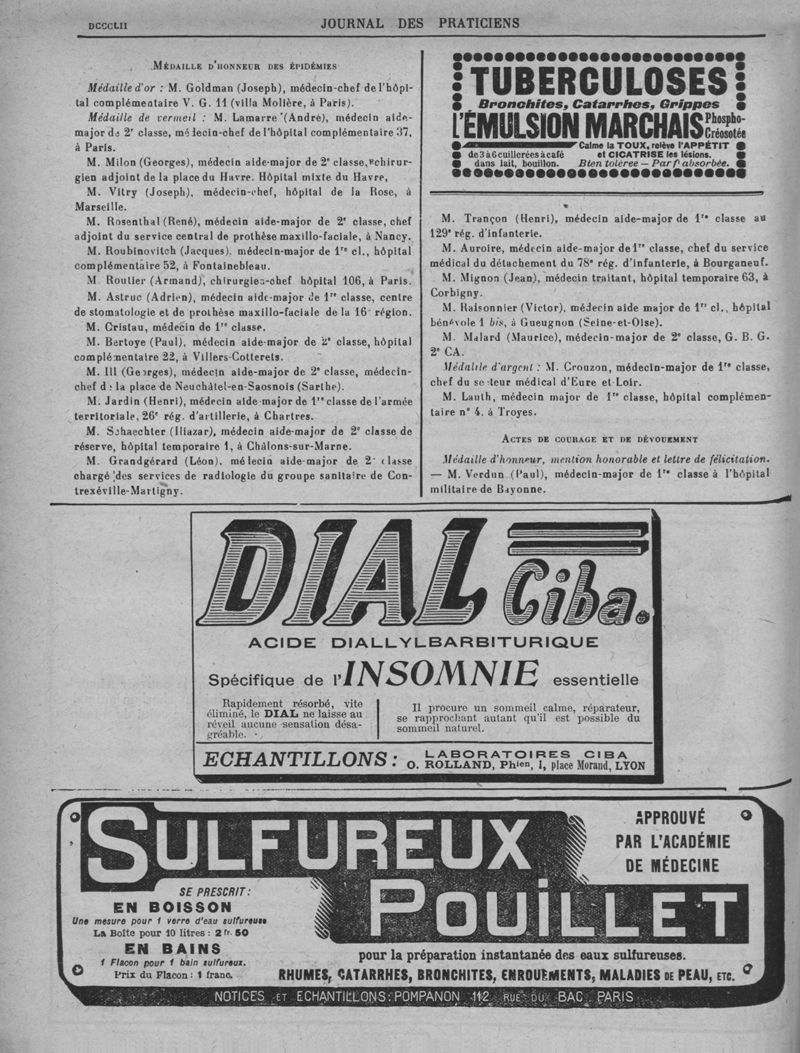 DCCCLII
JOURNAL DES PRATICIENS
MÉDAILLE D'HONNEUR DES ÉPIDÉMIES
Médaille d'or : M. Goldman (Joseph), médecin-chef de l'hôpi-
tal complémentaire V. G. 11 (villa Molière, à Paris).
Médaille de vermeil : M. Lamarre (André), médecin aide-
major de 2e classe, médecin-chef de l'hôpital complémentaire 37,
à Paris.
M. Milon (Georges), médecin aide-major de 2e classe, chirur-
gien adjoint de la place du Havre. Hôpital mixte du Havre,
M. Vitry (Joseph), médecin-chef, hôpital de la Rose, à
Marseille.
M. Rosenthal (René), médecin aide-major de 2e classe, chef
adjoint du service central de prothèse maxillo-faciale, à Nancy.
M. Roubinovitch (Jacques), médecin-major de 1re cl., hôpital
complémentaire 52, à Fontainebleau.
M Routier (Armand), chirurgien-chef hôpital 106, à Paris.
M. Astruc (Adrien), médecin aide-major de 1re classe, centre
de stomatologie et de prothèse maxillo-faciale de la 16e région.
M. Cristau, médecin de 1re classe.
M. Bertoye (Paul), médecin aide-major de 2e classe, hôpital
complémentaire 22, à Villers-Cotterets.
M. Ill (Georges), médecin aide-major de 2e classe, médecin-
chef de la place de Neuchâtel-en-Saosnois (Sarthe).
M. Jardin (Henri), médecin aide-major de 1re classe de l'armée
territoriale, 26e rég. d'artillerie, à Chartres.
M. Schaechter (Iliazar), médecin aide-major de 2e classe de
réserve, hôpital temporaire 1, à Châlons-sur-Marne.
M. Grandgérard (Léon), médecin aide-major de 2e classe
chargé des services de radiologie du groupe sanitaire de Con-
trexéville-Martigny.
TUBERCULOSES
Bronchites, Catarrhes, Grippes
L'ÉMULSION MARCHAIS Phospho-
Créosotée
Calme la TOUX, relève l'APPÉTIT
de 3 à 6 cuillerées à café et CICATRISE les lésions.
dans lait, bouillon. Bien tolérée — Parft absorbée.
M. Trançon (Henri), médecin aide-major de 1re classe au
129e rég. d'infanterie.
M. Auroire, médecin aide-major de 1re classe, chef du service
médical du détachement du 78e rég. d'infanterie, à Bourganeuf.
M. Mignon (Jean), médecin traitant, hôpital temporaire 63, à
Corbigny.
M. Raisonnier (Victor), médecin aide major de 1re cl., hôpital
bénévole 1 bis, à Gueugnon (Seine-et-Oise).
M. Malard (Maurice), médecin-major de 2e classe, G. B. G.
2e CA.
Médaille d'argent : M. Crouzon, médecin-major de 1re classe,
chef du secteur médical d'Eure et-Loir.
M. Lauth, médecin major de 1re classe, hôpital complémen-
taire n° 4, à Troyes.
ACTES DE COURAGE ET DE DÉVOUEMENT
Médaille d'honneur, mention honorable et lettre de félicitation.
— M. Verdun (Paul), médecin-major de 1re classe à l'hôpital
militaire de Bayonne.
DIAL Ciba.
ACIDE DIALLYLBARBITURIQUE
Spécifique de l'INSOMNIE essentielle
Rapidement résorbé, vite
éliminé, le DIAL ne laisse au
réveil aucune sensation désa-
gréable.
Il procure un sommeil calme, réparateur,
se rapprochant autant qu'il est possible du
sommeil naturel.
ECHANTILLONS : LABORATOIRES CIBA
O. ROLLAND, Phien, 1, place Morand, LYON
SULFUREUX
POUILLET
APPROUVÉ
PAR L'ACADÉMIE
DE MÉDECINE
SE PRESCRIT:
EN BOISSON
Une mesure pour 1 verre d'eau sulfureuse
La Boîte pour 10 litres : 2 fr. 50
EN BAINS
1 Flacon pour 1 bain sulfureux.
Prix du Flacon : 1 franc.
pour la préparation instantanée des eaux sulfureuses.
RHUMES, CATARRHES, BRONCHITES, ENROUEMENTS, MALADIES DE PEAU, ETC.
NOTICES ET ECHANTILLONS: POMPANON 112 RUE DU BAC, PARIS